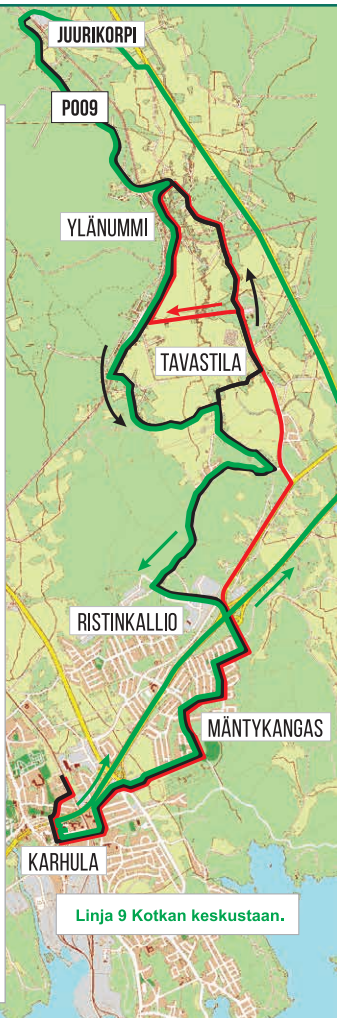 JUURIKORPI
P009
YLÄNUMMI
TAVASTILA
RISTINKALLIO
MÄNTYKANGAS
KARHULA
Linja 9 Kotkan keskustaan.